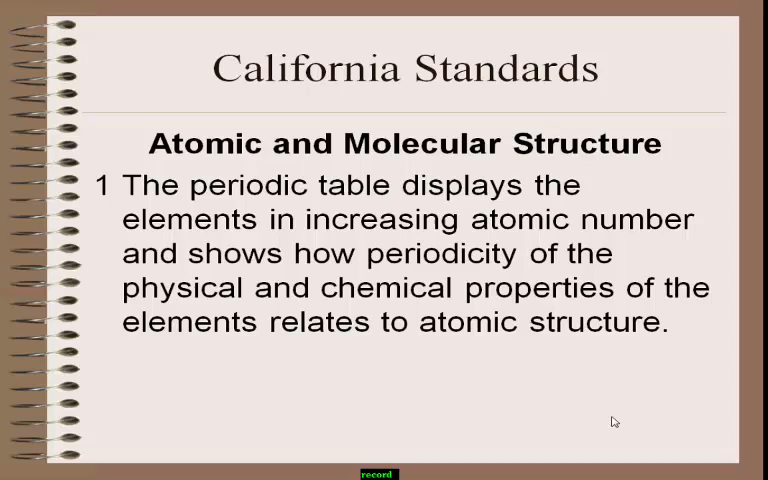 California Standards
Atomic and Molecular Structure
1 The periodic table displays the
elements in increasing atomic number
and shows how periodicity of the
physical and chemical properties of the
elements relates to atomic structure.
record